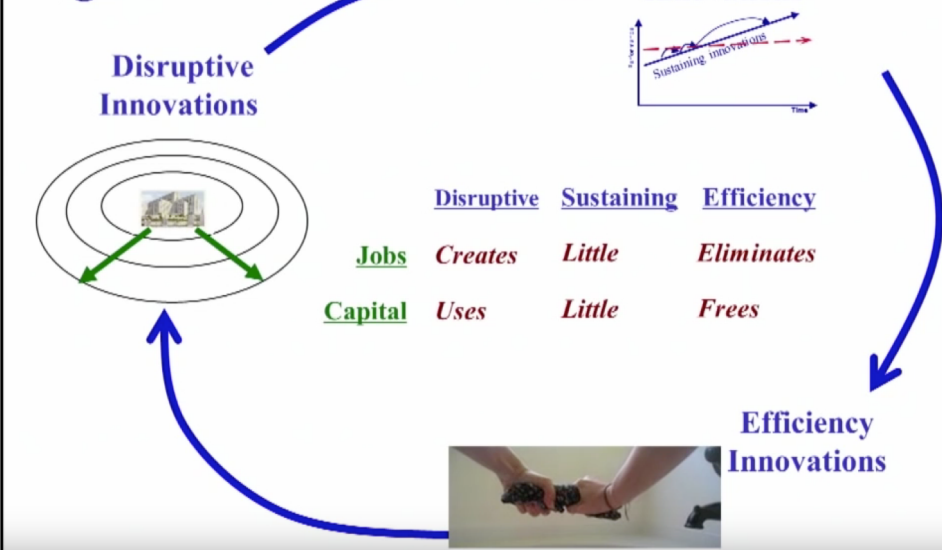 Disruptive
Innovations
Sustaining innovations
Time
Disruptive Sustaining Efficiency
Jobs Creates Little Eliminates
Capital Uses Little Frees
Efficiency
Innovations